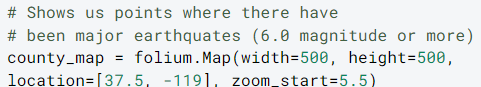 # Shows us points where there have
# been major earthquates (6.0 magnitude or more)
county_map = folium.Map(width=500, height=500,
location=[37.5, -119], zoom_start=5.5)